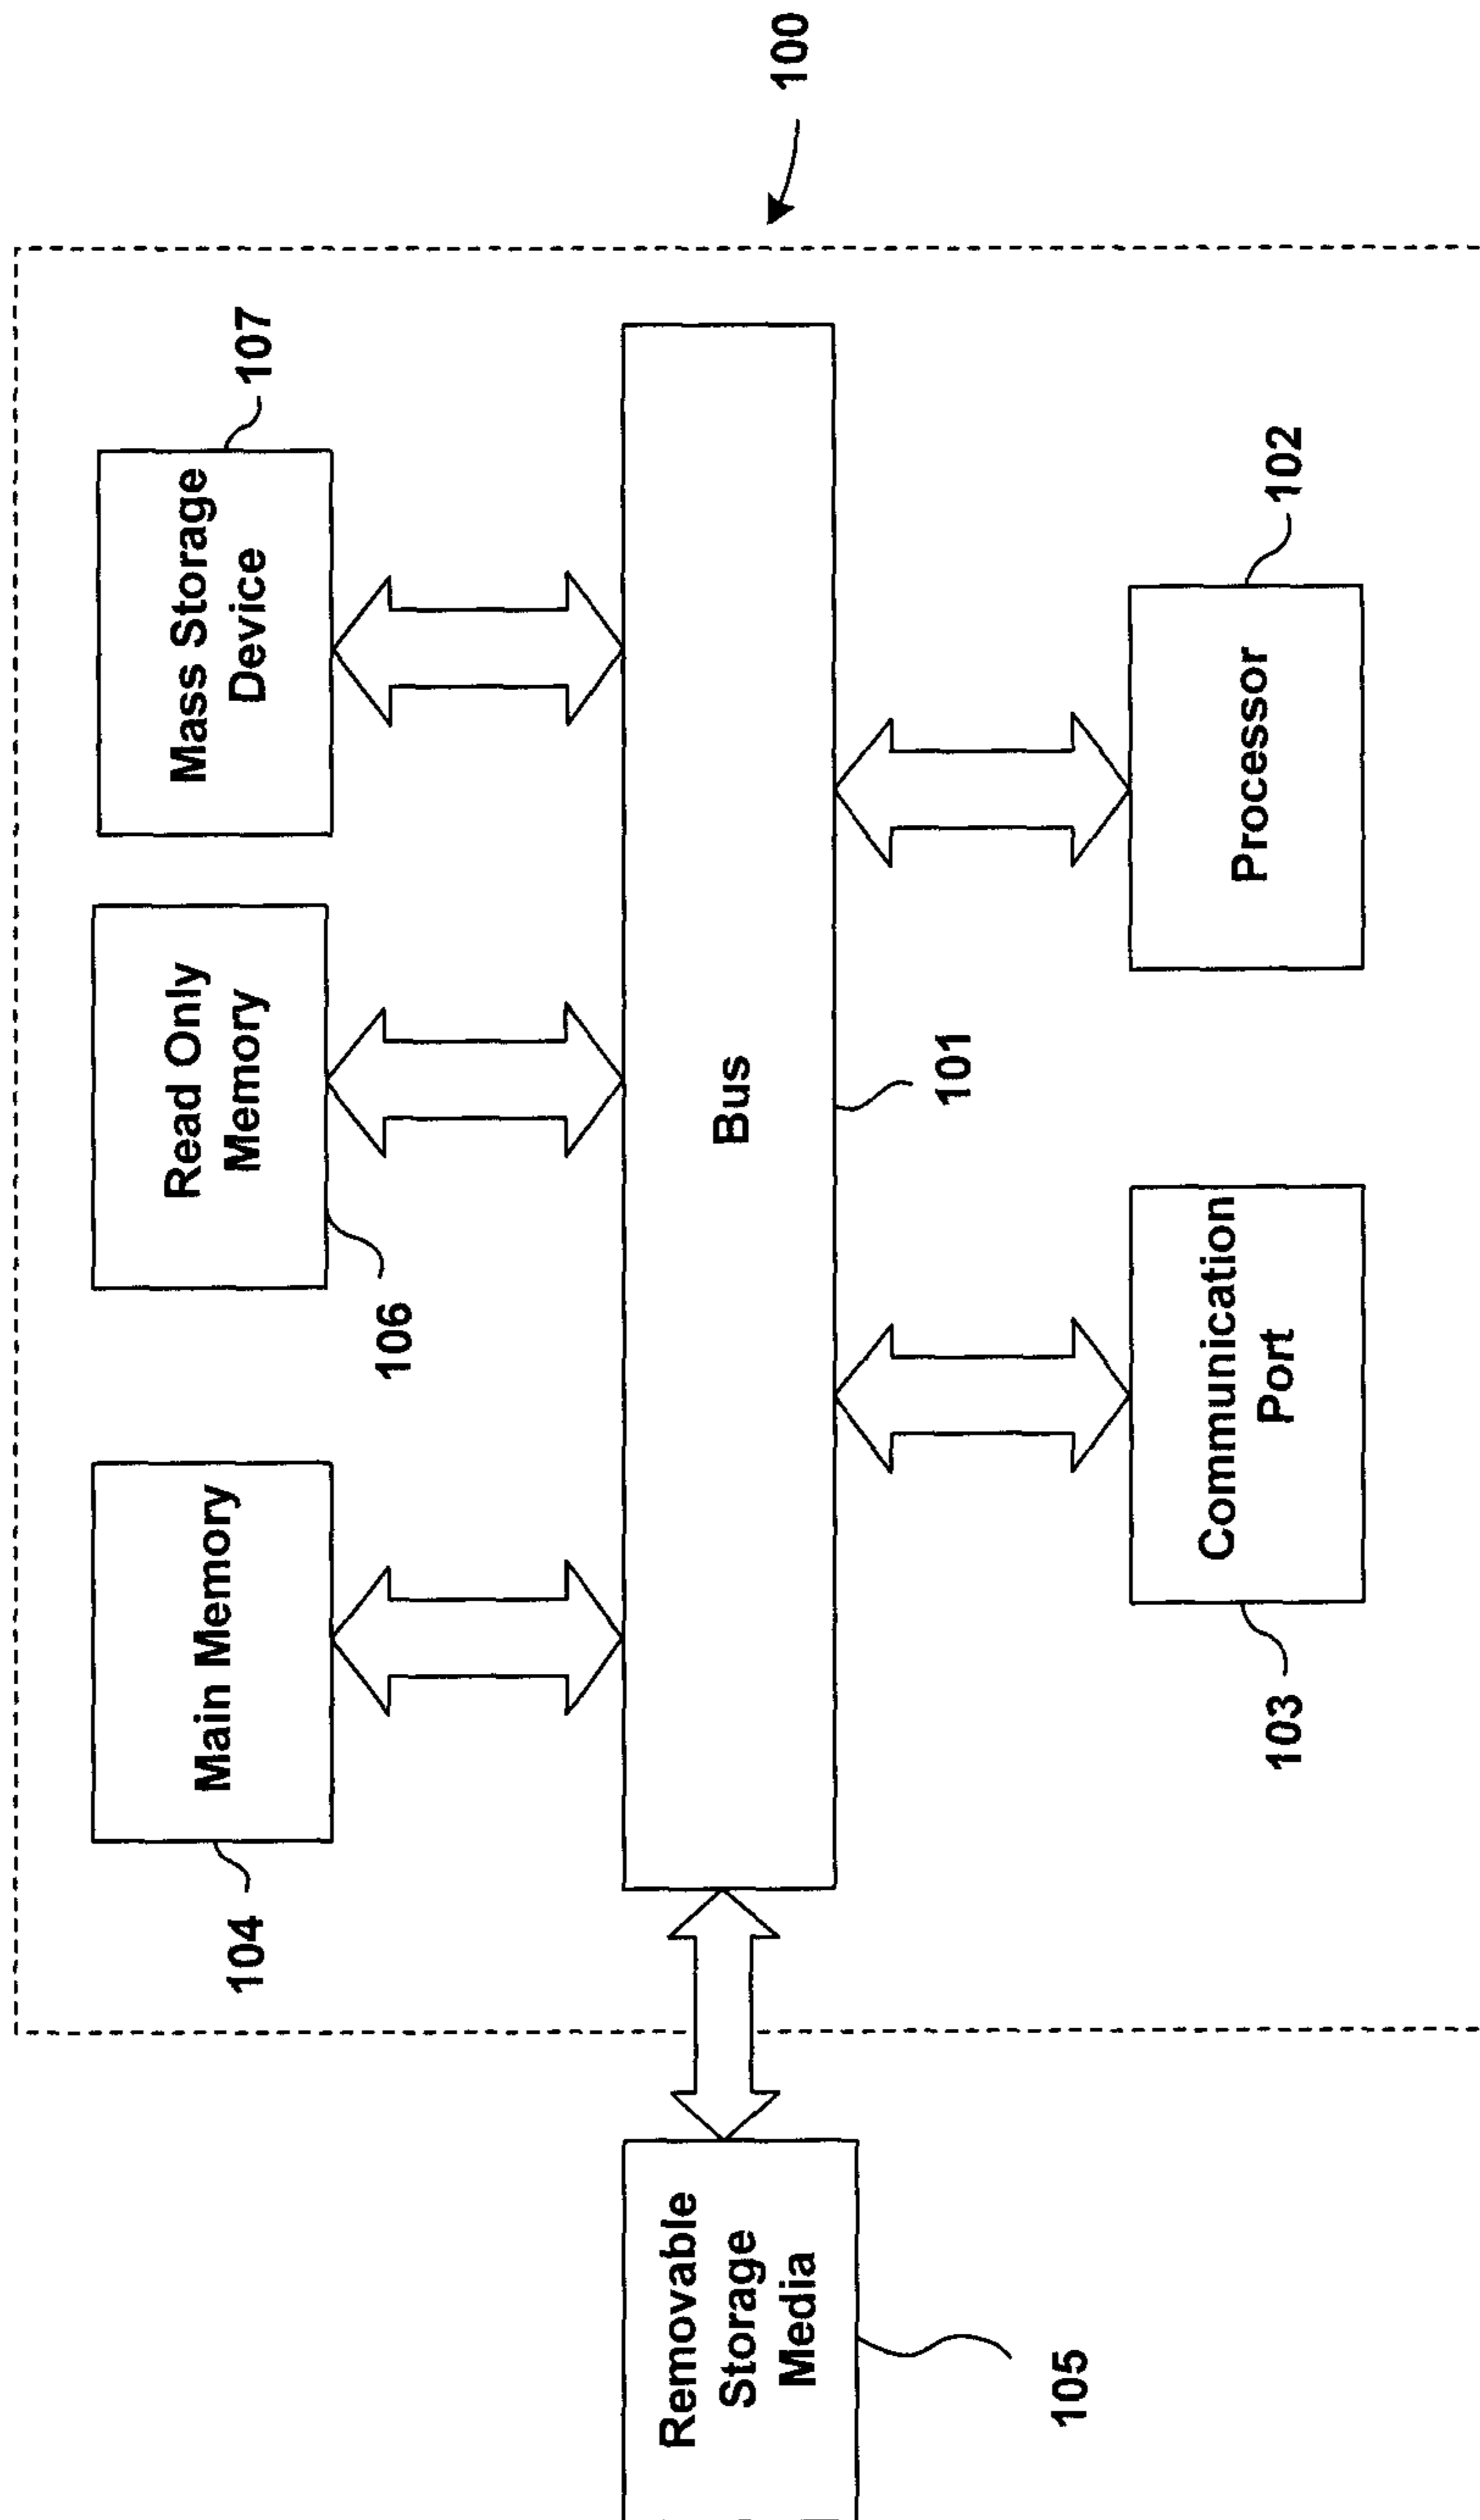 100
Main Memory
104
Read Only
Memory
106
Mass Storage
Device
107
Removable
Storage
Media
105
Bus
101
Communication
Port
103
Processor
102